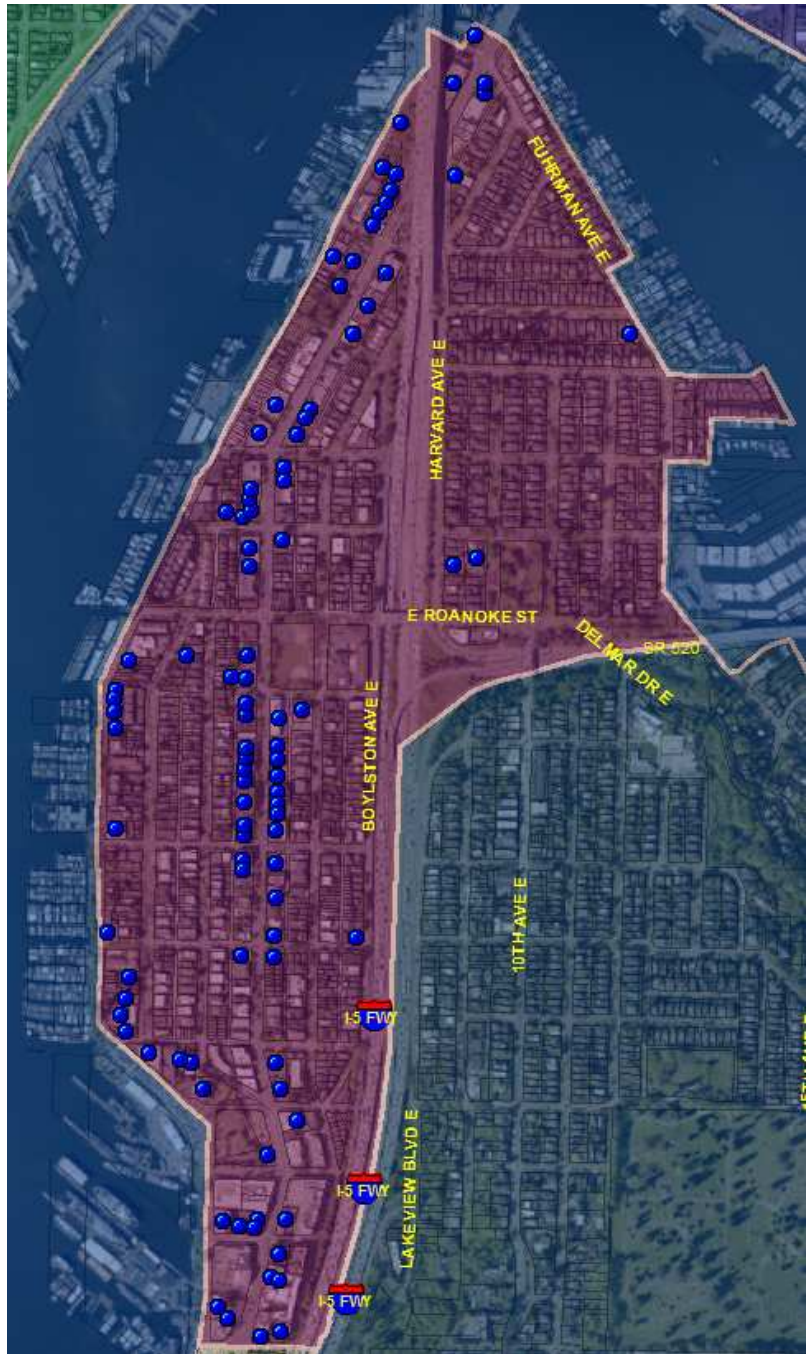 FUHRMAN AVE E
HARVARD AVE E
E ROANOKE ST
DELMAR DR E
SR 520
BOYLSTON AVE E
10TH AVE E
I-5 FWY
LAKEVIEW BLVD E
I-5 FWY
I-5 FWY